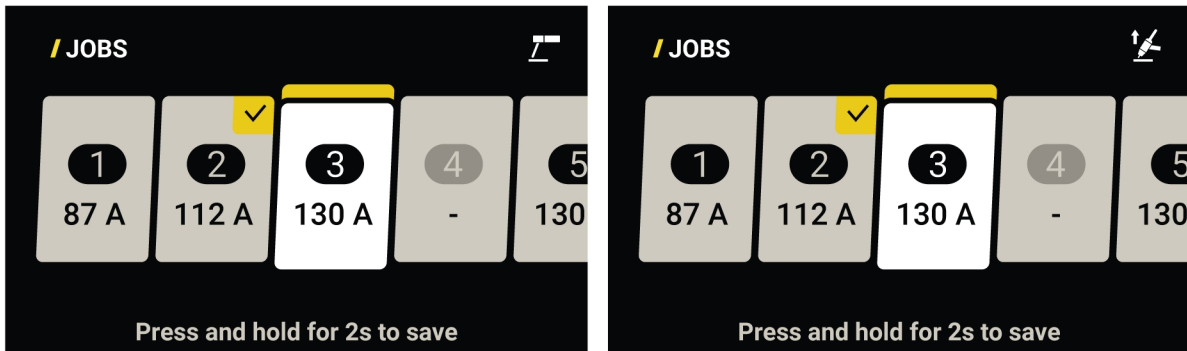 / JOBS
1 2 3 4 5
87 A 112 A 130 A - 130
Press and hold for 2s to save
/ JOBS
1 2 3 4 5
87 A 112 A 130 A - 130
Press and hold for 2s to save